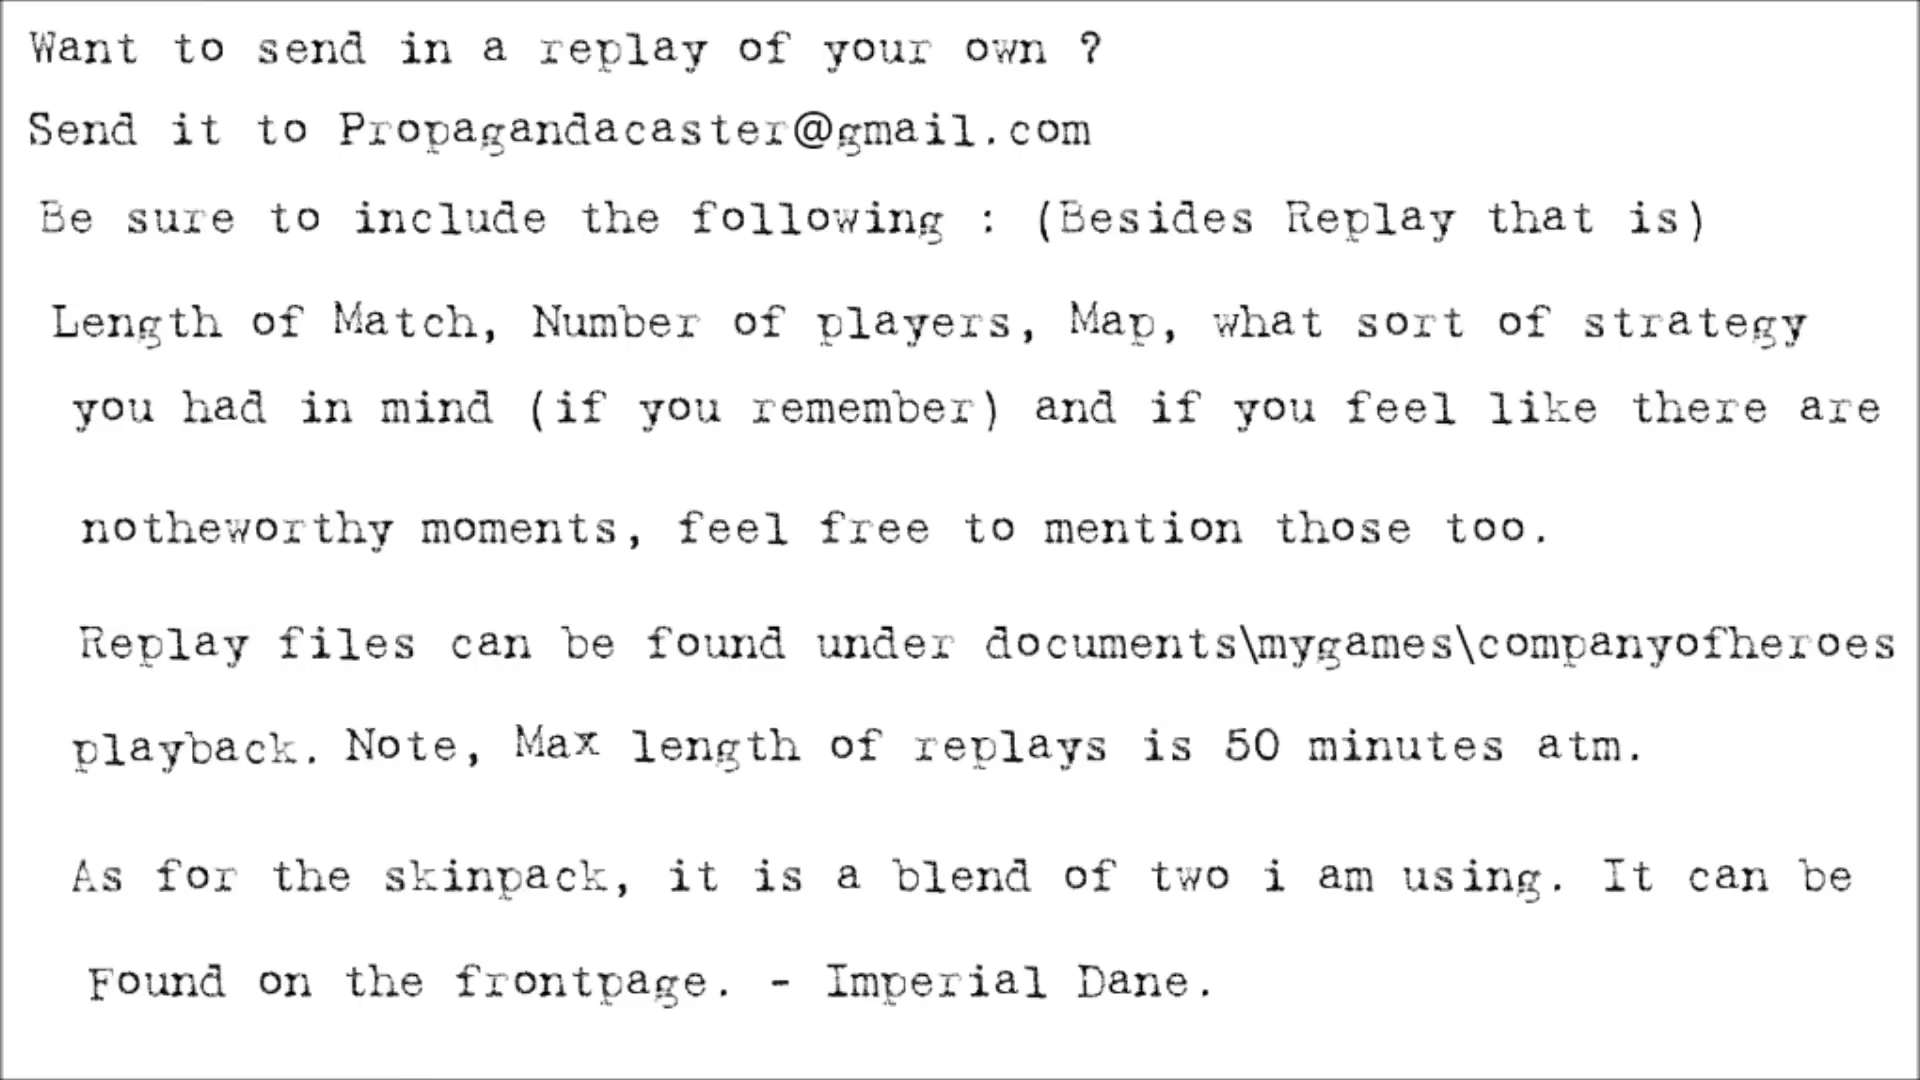 Want to send in a replay of your own ?
Send it to Propagandacaster@gmail.com
Be sure to include the following : (Besides Replay that is)
Length of Match, Number of players, Map, what sort of strategy
you had in mind (if you remember) and if you feel like there are
notheworthy moments, feel free to mention those too.
Replay files can be found under documents\mygames\companyofheroes
playback. Note, Max length of replays is 50 minutes atm.
As for the skinpack, it is a blend of two i am using. It can be
Found on the frontpage. - Imperial Dane.